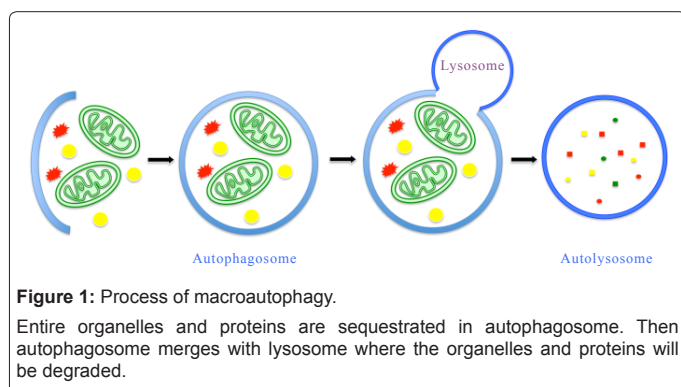 Lysosome
Autophagosome
Autolysosome
Figure 1: Process of macroautophagy.
Entire organelles and proteins are sequestrated in autophagosome. Then
autophagosome merges with lysosome where the organelles and proteins will
be degraded.